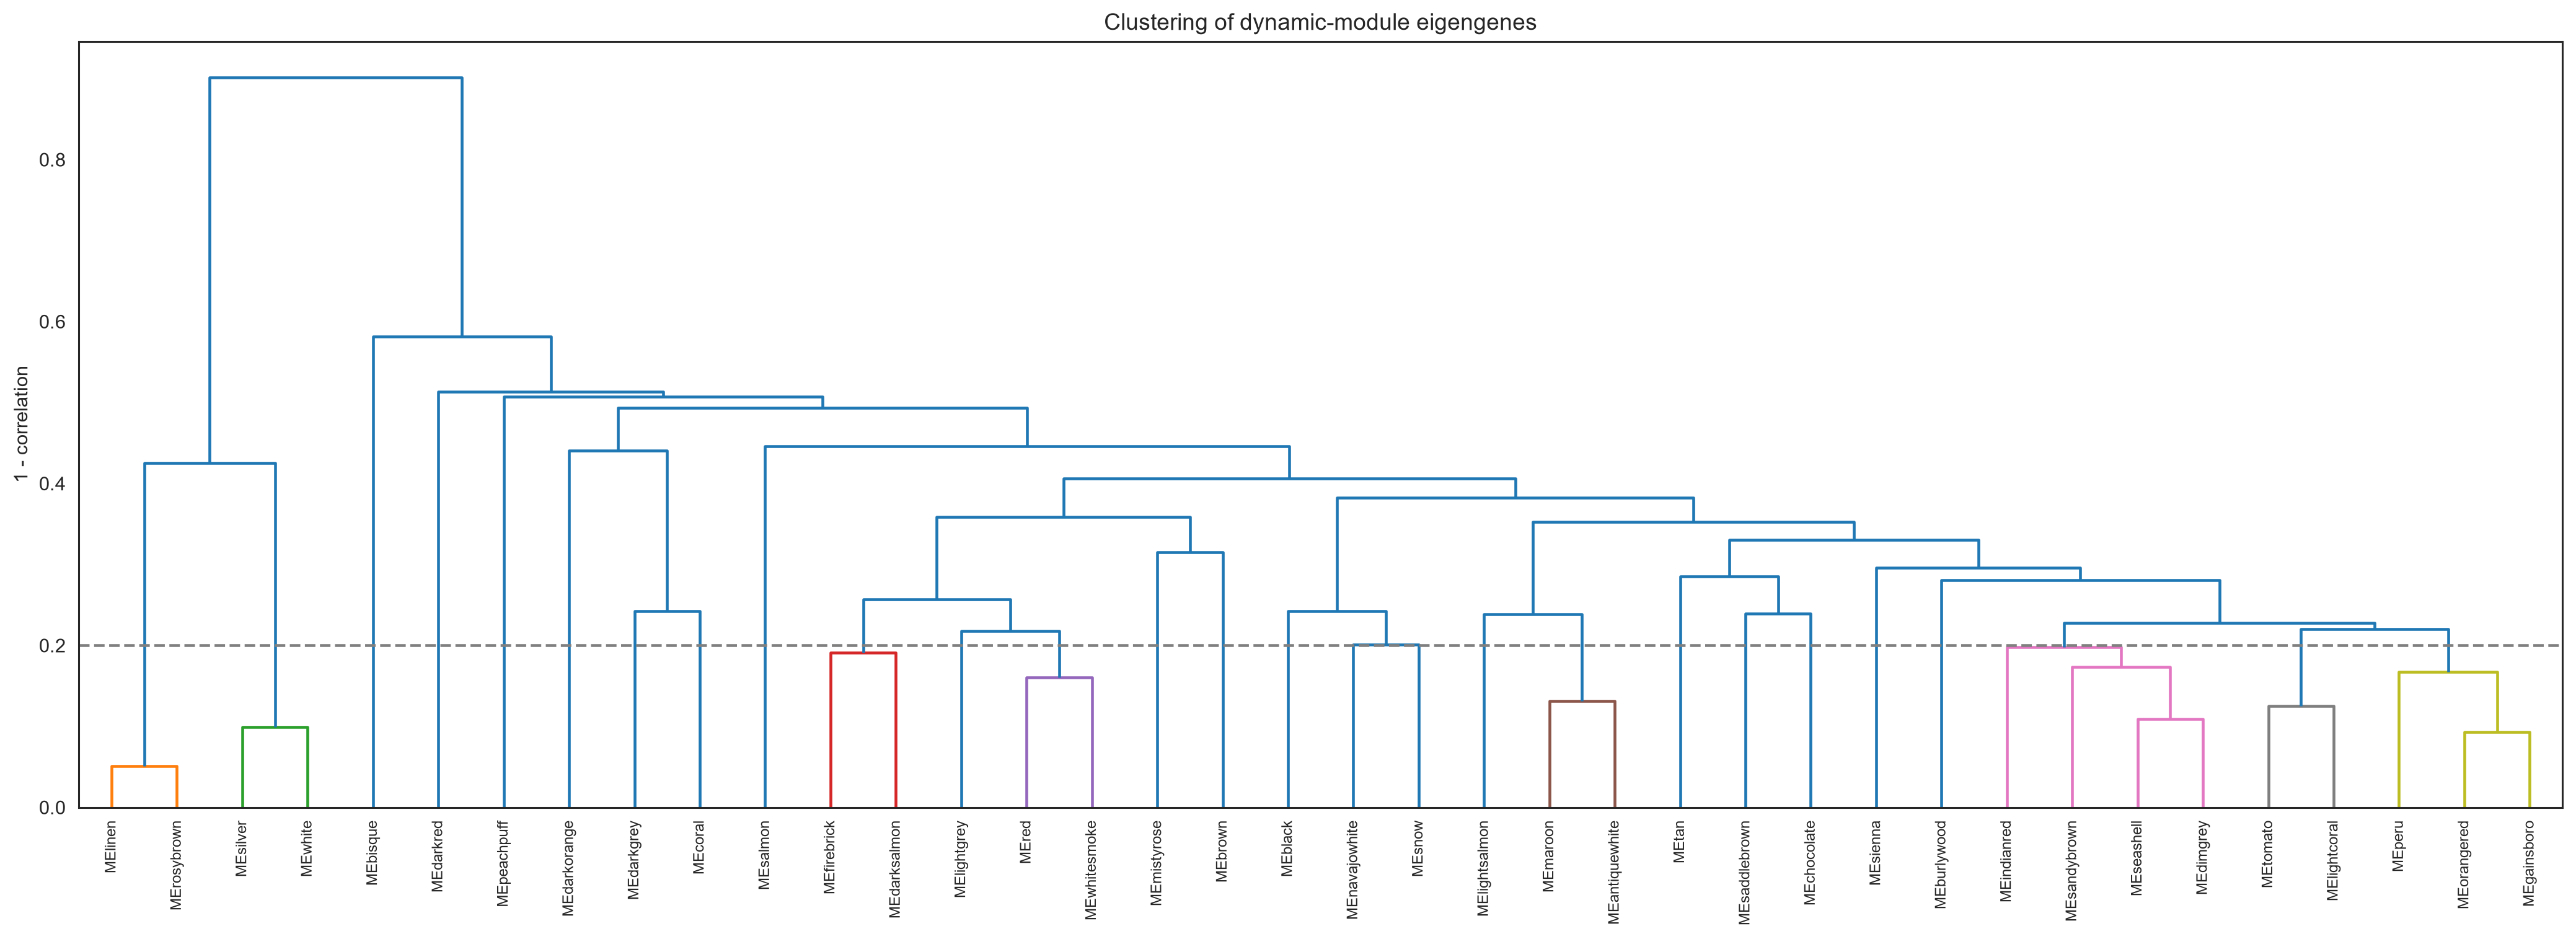 Clustering of dynamic-module eigengenes
1 - correlation
0.8
0.6
0.4
0.2
0.0
MElinen
MErosybrown
MEsilver
MEwhite
MEbisque
MEdarkred
MEpeachpuff
MEdarkorange
MEdarkgrey
MEcoral
MEsalmon
MEfirebrick
MEdarksalmon
MElightgrey
MEred
MEwhitesmoke
MEmistyrose
MEbrown
MEblack
MEnavajowhite
MEsnow
MElightsalmon
MEmaroon
MEantiquewhite
MEtan
MEsaddlebrown
MEchocolate
MEsienna
MEburlywood
MEindianred
MEsandybrown
MEseashell
MEdimgrey
MEtomato
MElightcoral
MEperu
MEorangered
MEgainsboro